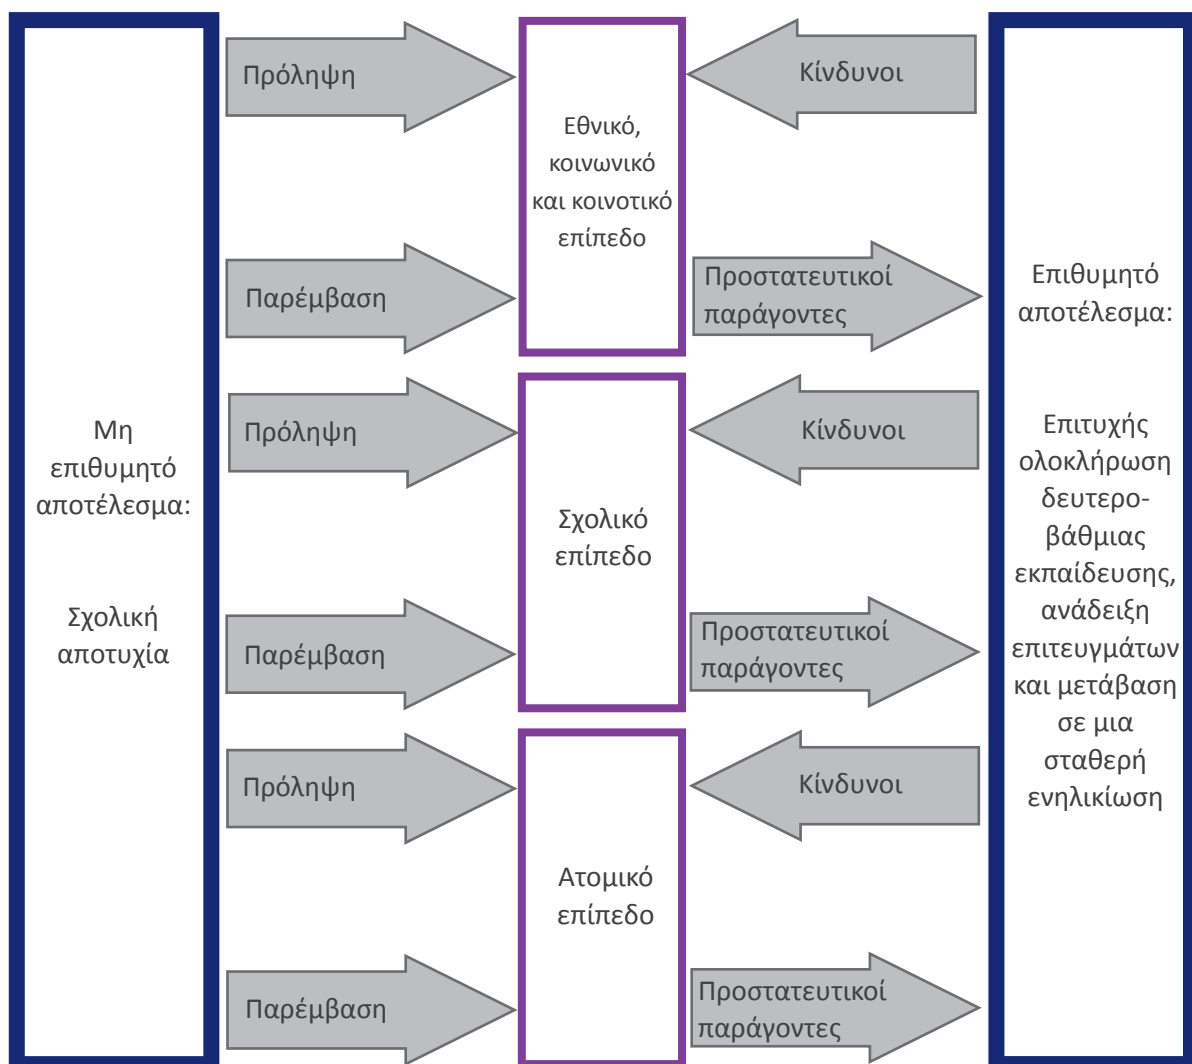 Μη
επιθυμητό
αποτέλεσμα:
Σχολική
αποτυχία
Πρόληψη
Παρέμβαση
Πρόληψη
Παρέμβαση
Πρόληψη
Παρέμβαση
Εθνικό,
κοινωνικό
και κοινοτικό
επίπεδο
Σχολικό
επίπεδο
Ατομικό
επίπεδο
Κίνδυνοι
Προστατευτικοί
παράγοντες
Κίνδυνοι
Προστατευτικοί
παράγοντες
Κίνδυνοι
Προστατευτικοί
παράγοντες
Επιθυμητό
αποτέλεσμα:
Επιτυχής
ολοκλήρωση
δευτερο-
βάθμιας
εκπαίδευσης,
ανάδειξη
επιτευγμάτων
και μετάβαση
σε μια
σταθερή
ενηλικίωση